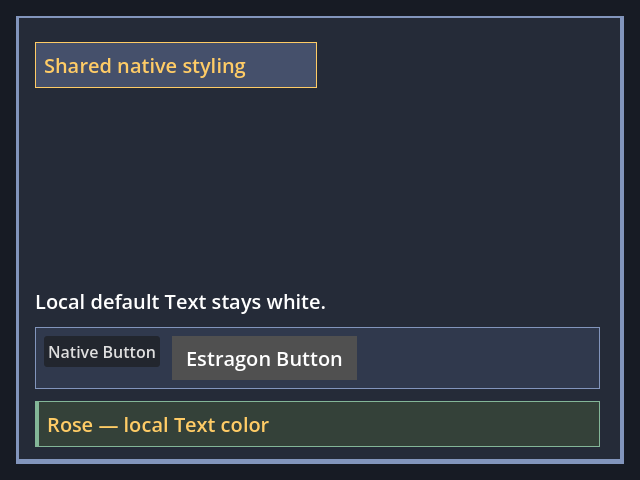 Shared native styling
Local default Text stays white.
Native Button
Estragon Button
Rose — local Text color